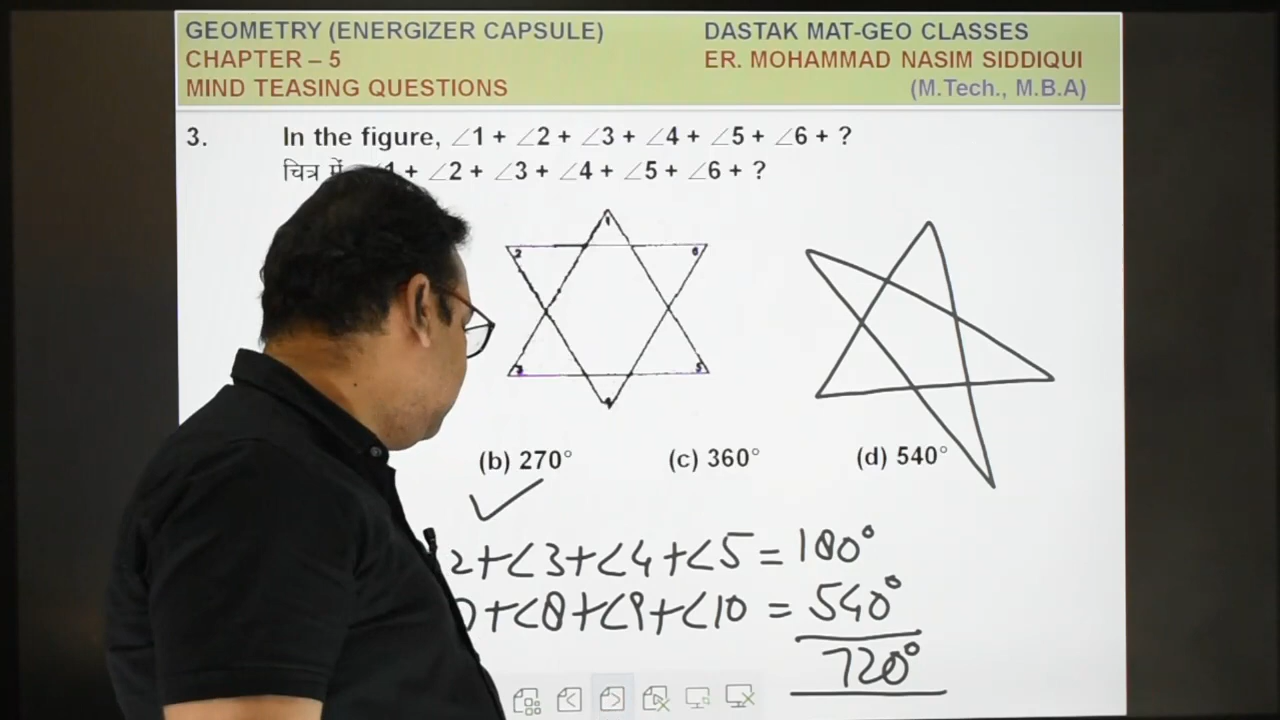 GEOMETRY (ENERGIZER CAPSULE)
CHAPTER – 5
MIND TEASING QUESTIONS
DASTAK MAT-GEO CLASSES
ER. MOHAMMAD NASIM SIDDIQUI
(M.Tech., M.B.A)
3. In the figure, ∠1 + ∠2 + ∠3 + ∠4 + ∠5 + ∠6 + ?
चित्र में + ∠2 + ∠3 + ∠4 + ∠5 + ∠6 + ?
1
2 6
3 5
4
(b) 270° (c) 360° (d) 540°
2+∠3+∠4+∠5 = 180°
+∠8+∠9+∠10 = 540°
720°